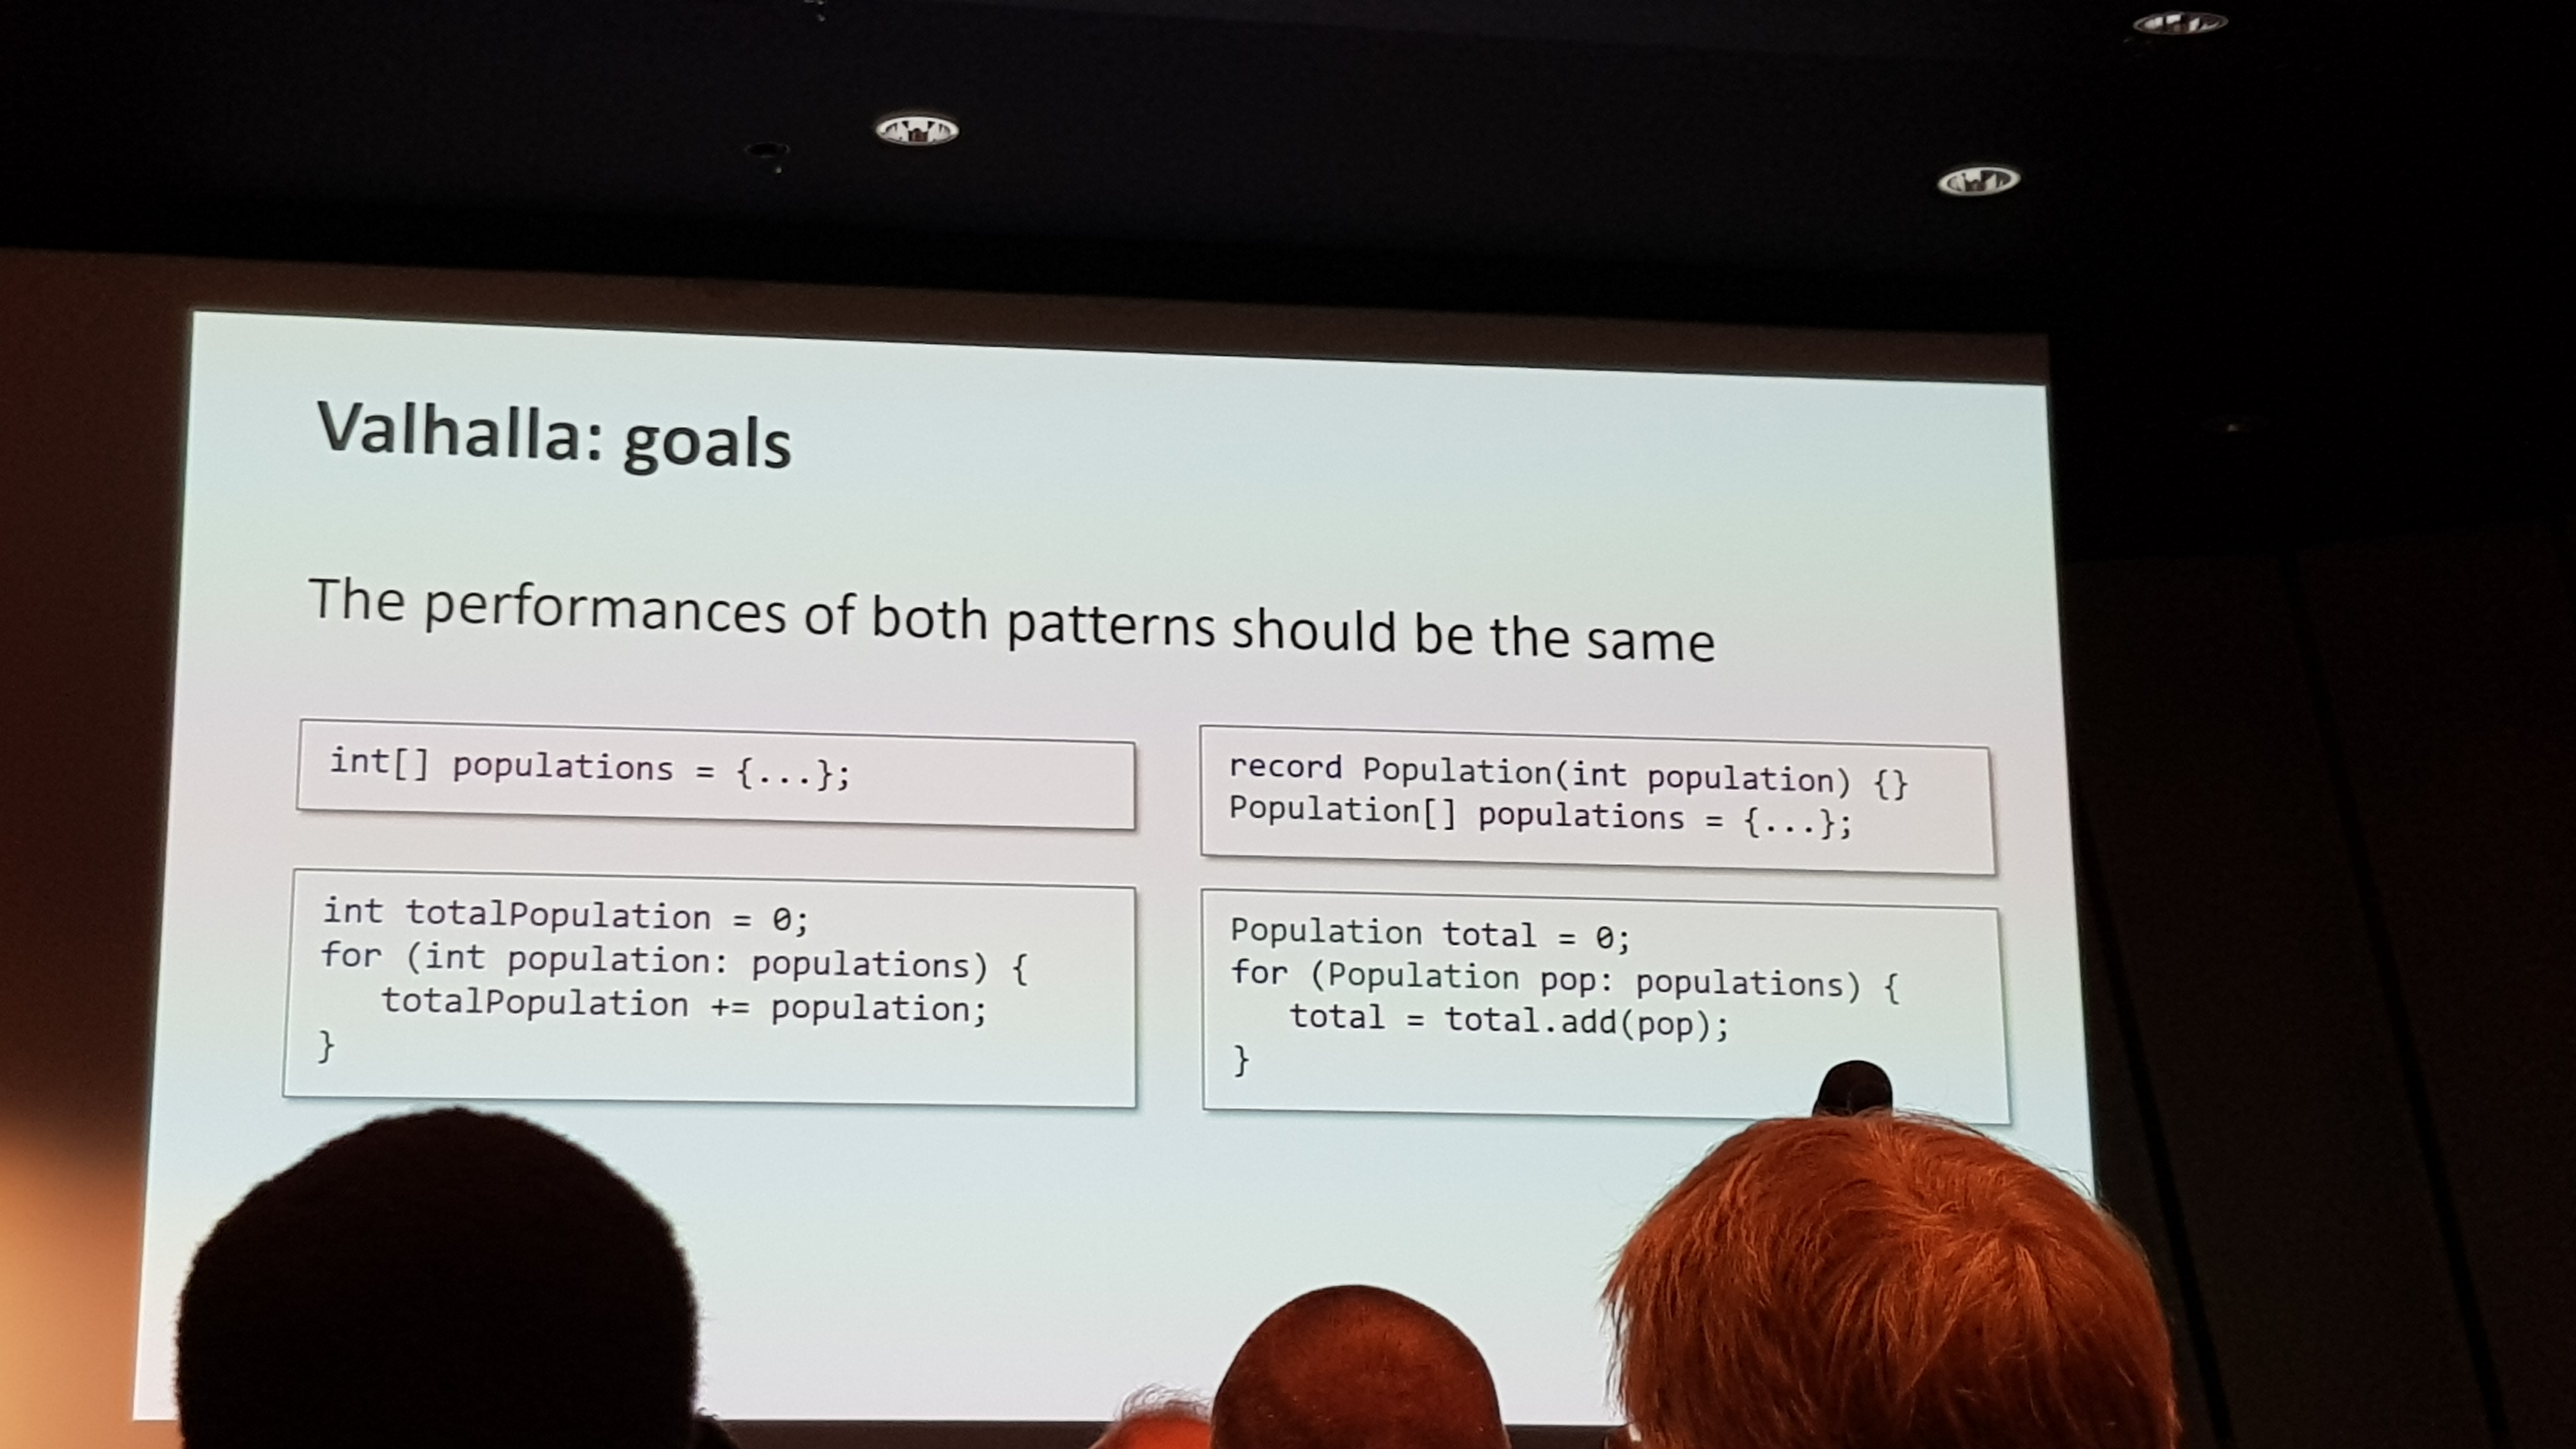 Valhalla: goals
The performances of both patterns should be the same
int[] populations = {...};
int totalPopulation = 0;
for (int population: populations) {
   totalPopulation += population;
}
record Population(int population) {}
Population[] populations = {...};
Population total = 0;
for (Population pop: populations) {
   total = total.add(pop);
}